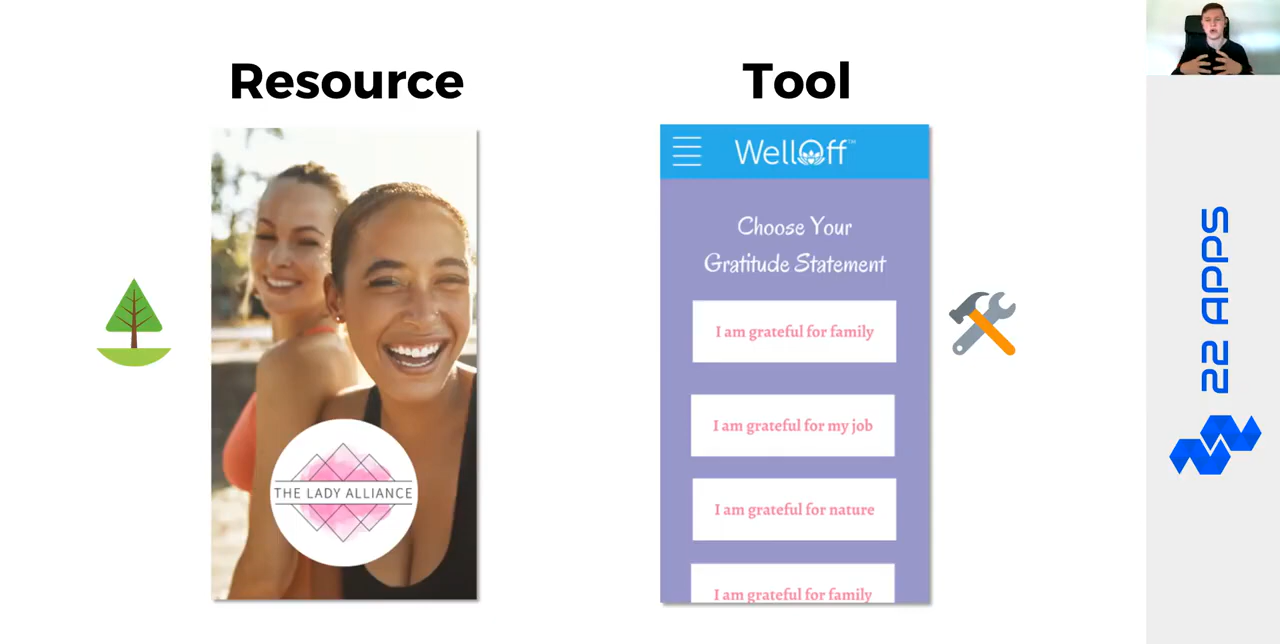 Resource
Tool
THE LADY ALLIANCE
WellOff™
Choose Your
Gratitude Statement
I am grateful for family
I am grateful for my job
I am grateful for nature
I am grateful for family
22 APPS